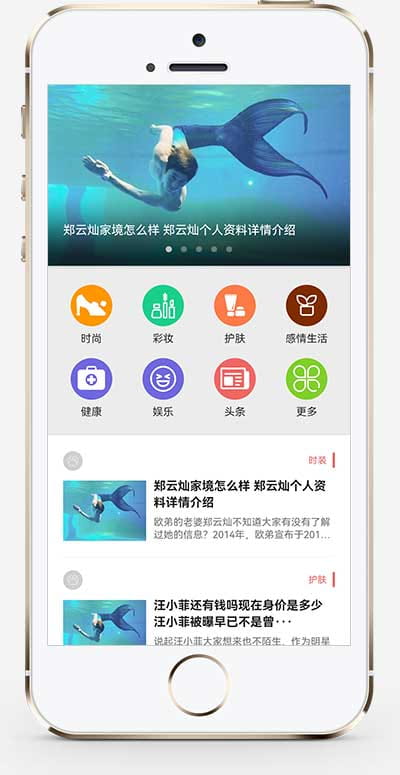 郑云灿家境怎么样 郑云灿个人资料详情介绍
时尚 彩妆 护肤 感情生活
健康 娱乐 头条 更多
时装
郑云灿家境怎么样 郑云灿个人资
料详情介绍
欧弟的老婆郑云灿不知道大家有没有了解
过她的信息？2014年，欧弟宣布于201...
护肤
汪小菲还有钱吗现在身价是多少
汪小菲被曝早已不是曾···
说起汪小菲大家想来也不陌生，作为明星